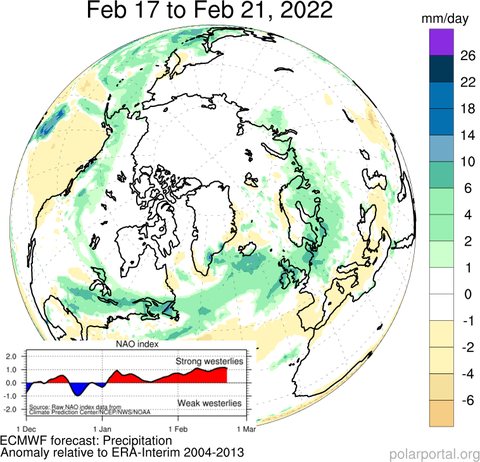 Feb 17 to Feb 21, 2022
mm/day
26
22
18
14
10
6
4
2
1
0
-1
-2
-4
-6
NAO index
2.0
1.0
0.0
-1.0
-2.0
Strong westerlies
Weak westerlies
Source: Raw NAO index data from
Climate Prediction Center/NCEP/NWS/NOAA
1 Dec 1 Jan 1 Feb 1 Mar
ECMWF forecast: Precipitation
Anomaly relative to ERA-Interim 2004-2013
polarportal.org